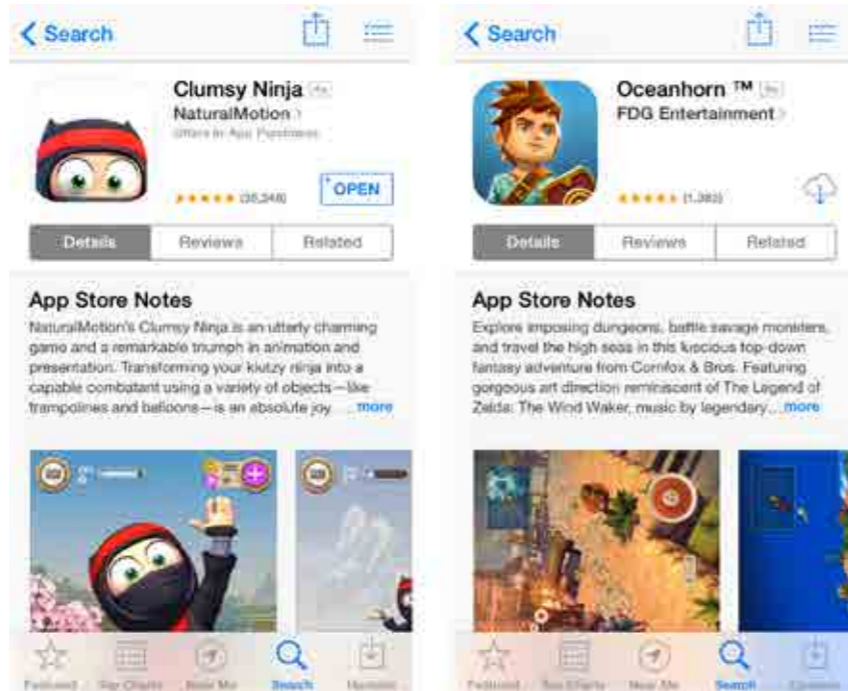 Search
Clumsy Ninja
NaturalMotion
Offers In-App Purchases
OPEN
Details Reviews Related
App Store Notes
NaturalMotion's Clumsy Ninja is an utterly charming
game and a remarkable triumph in animation and
presentation. Transforming your klutzy ninja into a
capable combatant using a variety of objects—like
trampolines and balloons—is an absolute joy ... more
Featured Top Charts Near Me Search
Search
Oceanhorn ™
FDG Entertainment
Details Reviews Related
App Store Notes
Explore imposing dungeons, battle savage monsters,
and travel the high seas in this luscious top-down
fantasy adventure from Cornfox & Bros. Featuring
gorgeous art direction reminiscent of The Legend of
Zelda: The Wind Waker, music by legendary... more
Featured Top Charts Near Me Search Updates